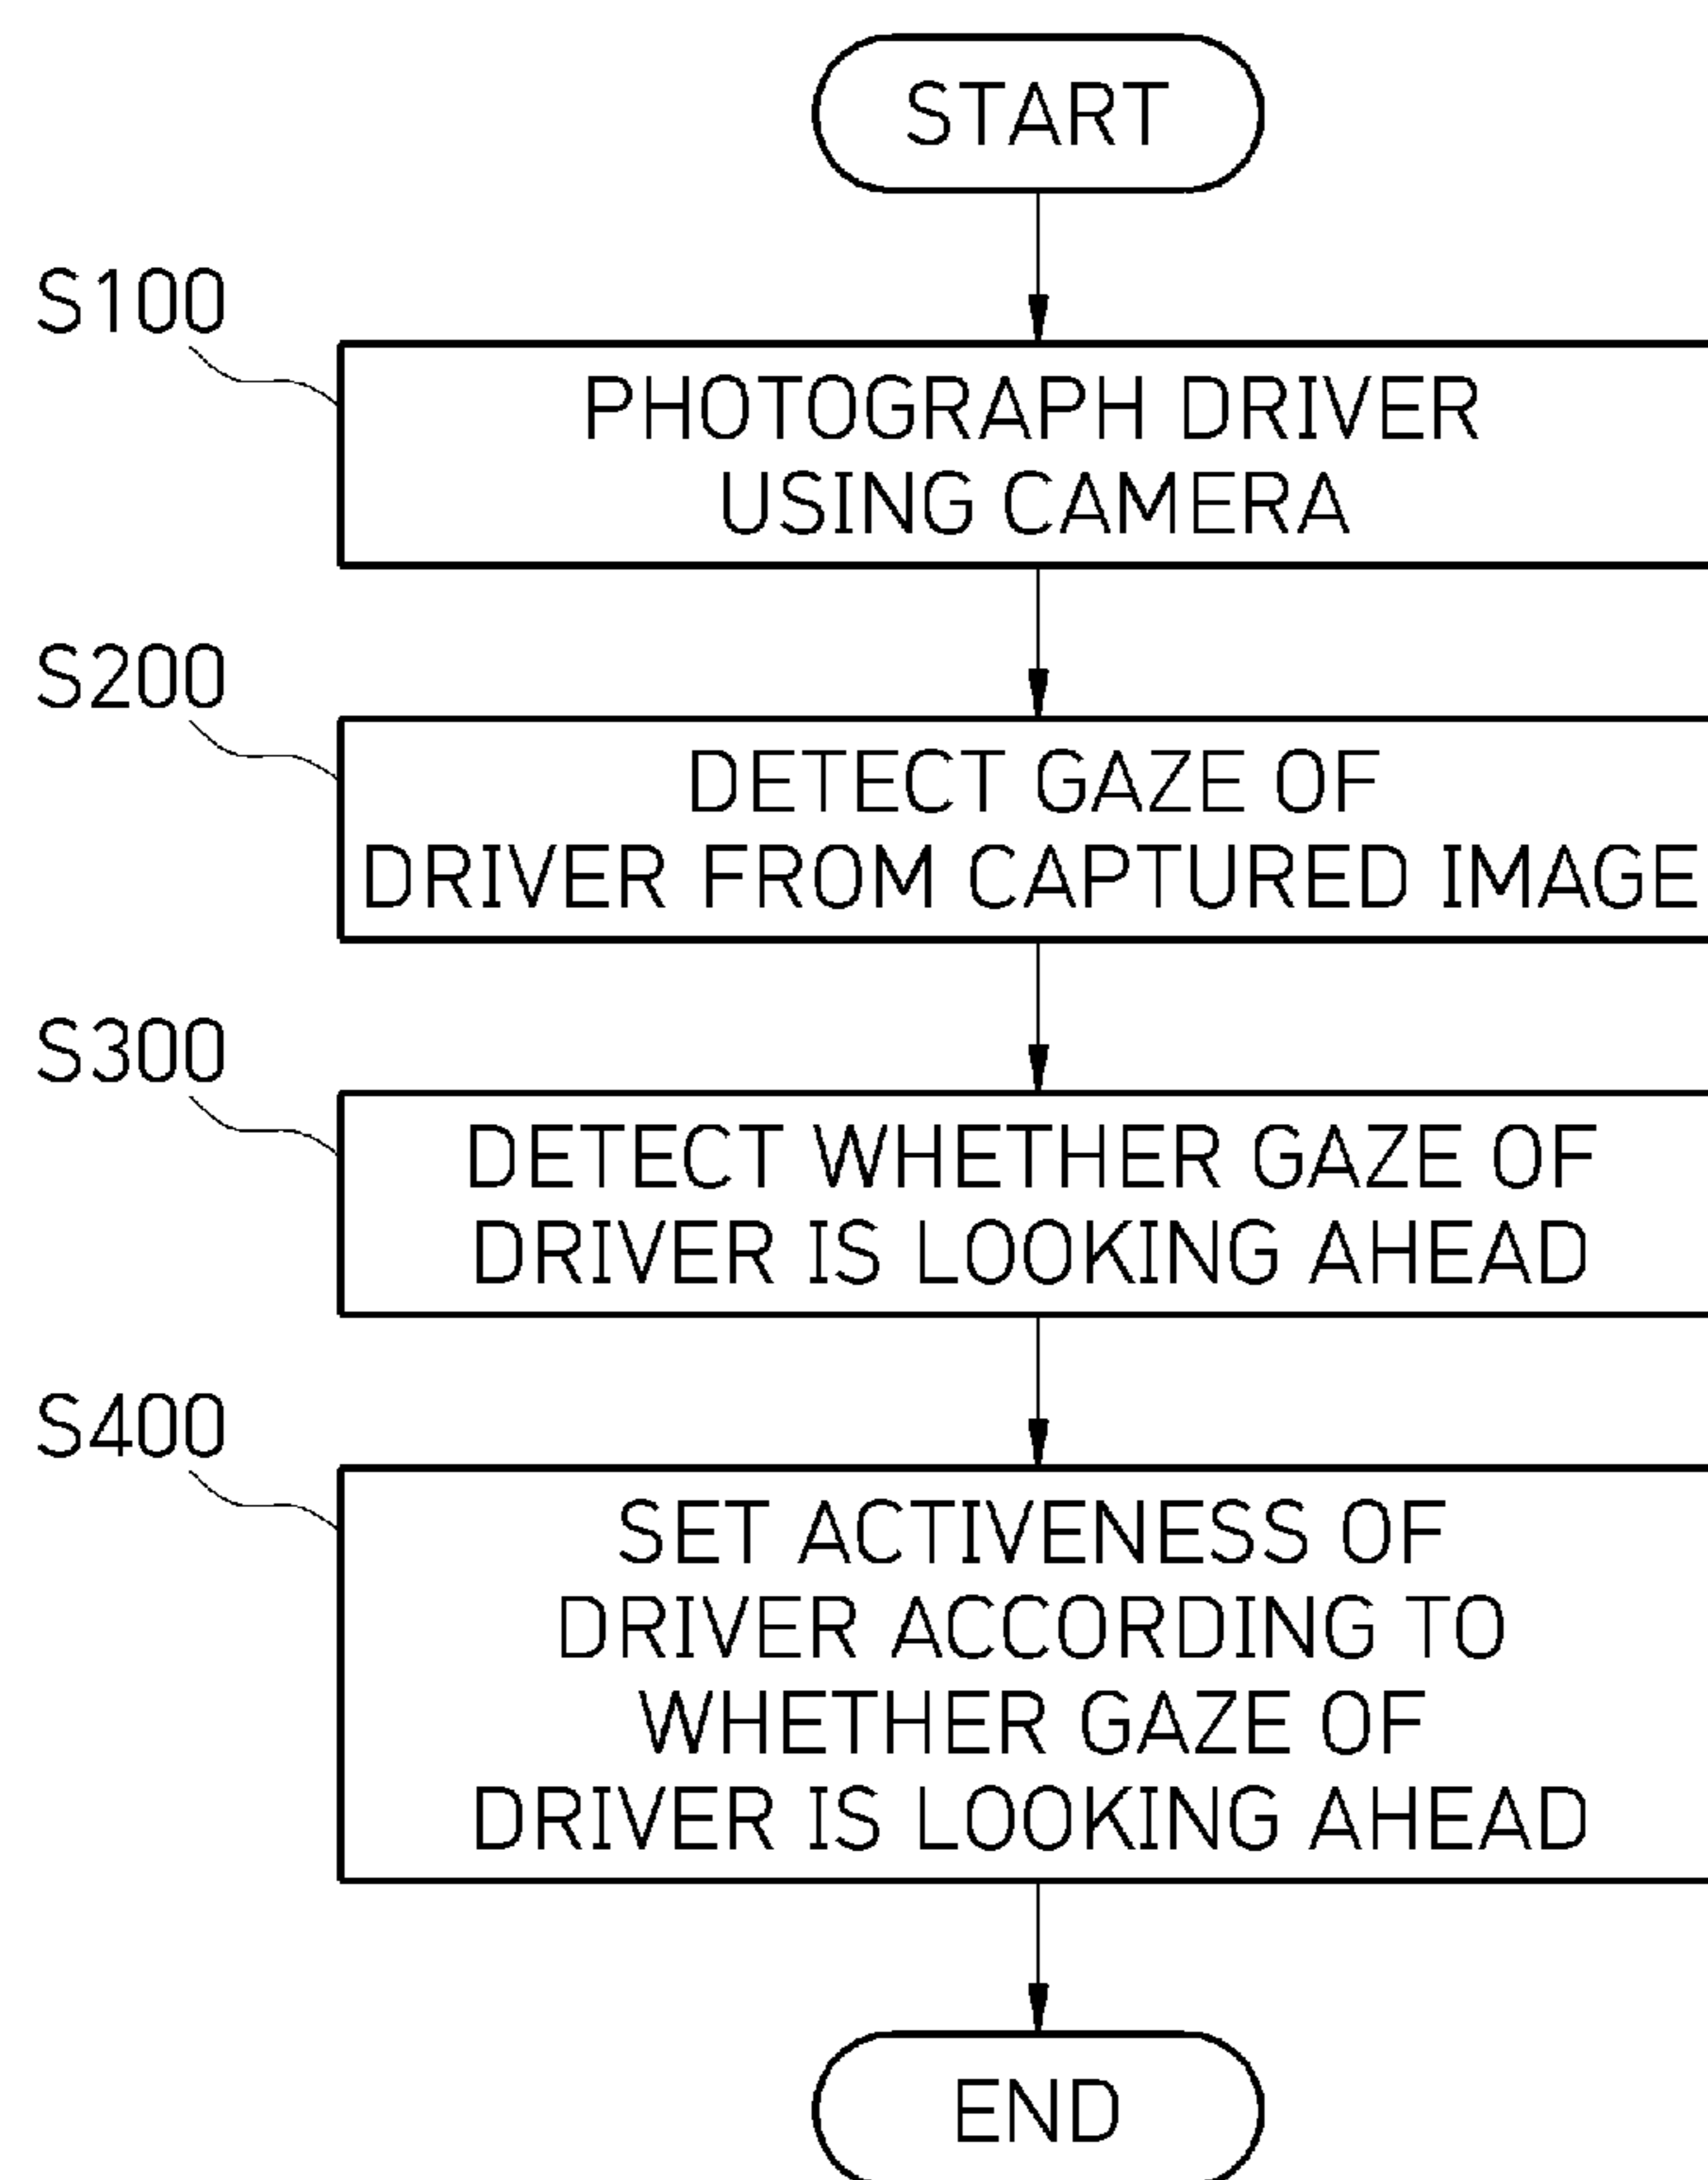 START
S100
PHOTOGRAPH DRIVER
USING CAMERA
S200
DETECT GAZE OF
DRIVER FROM CAPTURED IMAGE
S300
DETECT WHETHER GAZE OF
DRIVER IS LOOKING AHEAD
S400
SET ACTIVENESS OF
DRIVER ACCORDING TO
WHETHER GAZE OF
DRIVER IS LOOKING AHEAD
END